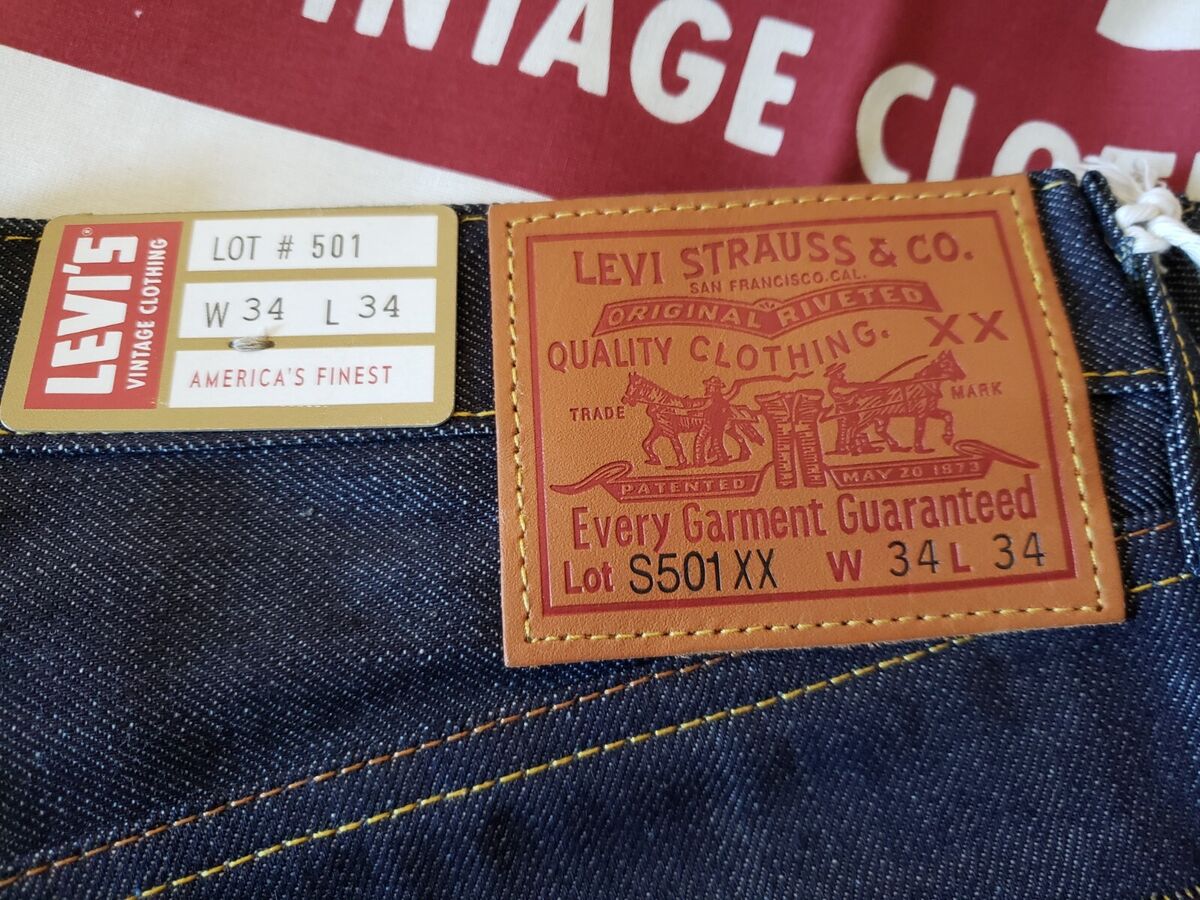 VINTAGE CLOTH
LEVI'S®
VINTAGE CLOTHING
LOT # 501
W 34 L 34
AMERICA'S FINEST
LEVI STRAUSS & CO.
SAN FRANCISCO.CAL.
ORIGINAL RIVETED
QUALITY CLOTHING. XX
TRADE MARK
PATENTED MAY 20 1873
Every Garment Guaranteed
Lot S501XX W 34 L 34